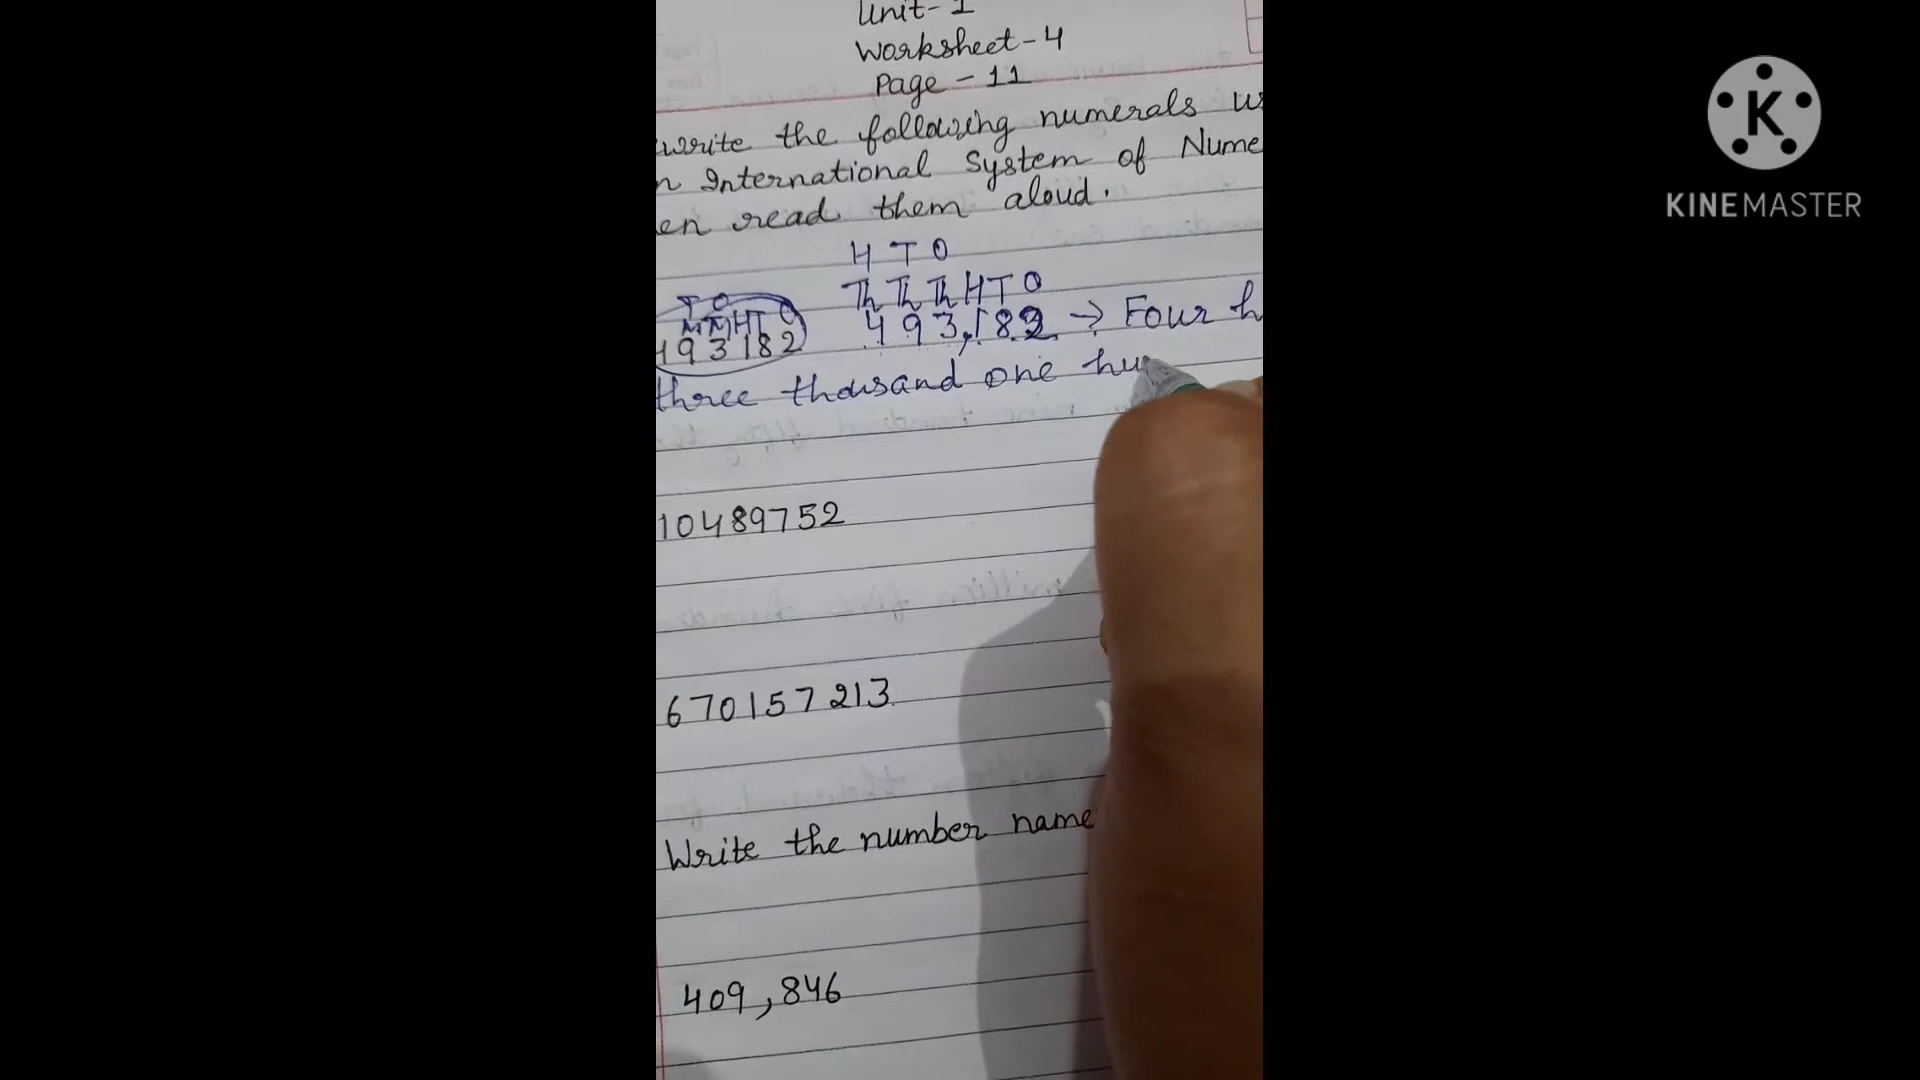 Unit-1
Worksheet-4
Page-11
write the following numerals
International System of
read them aloud.
H T O
Th Th Th H T O
T O
H T O
493182
493,182 → Four h
three thousand one hu
10489752
670157213
Write the number name
409,846
KINEMASTER